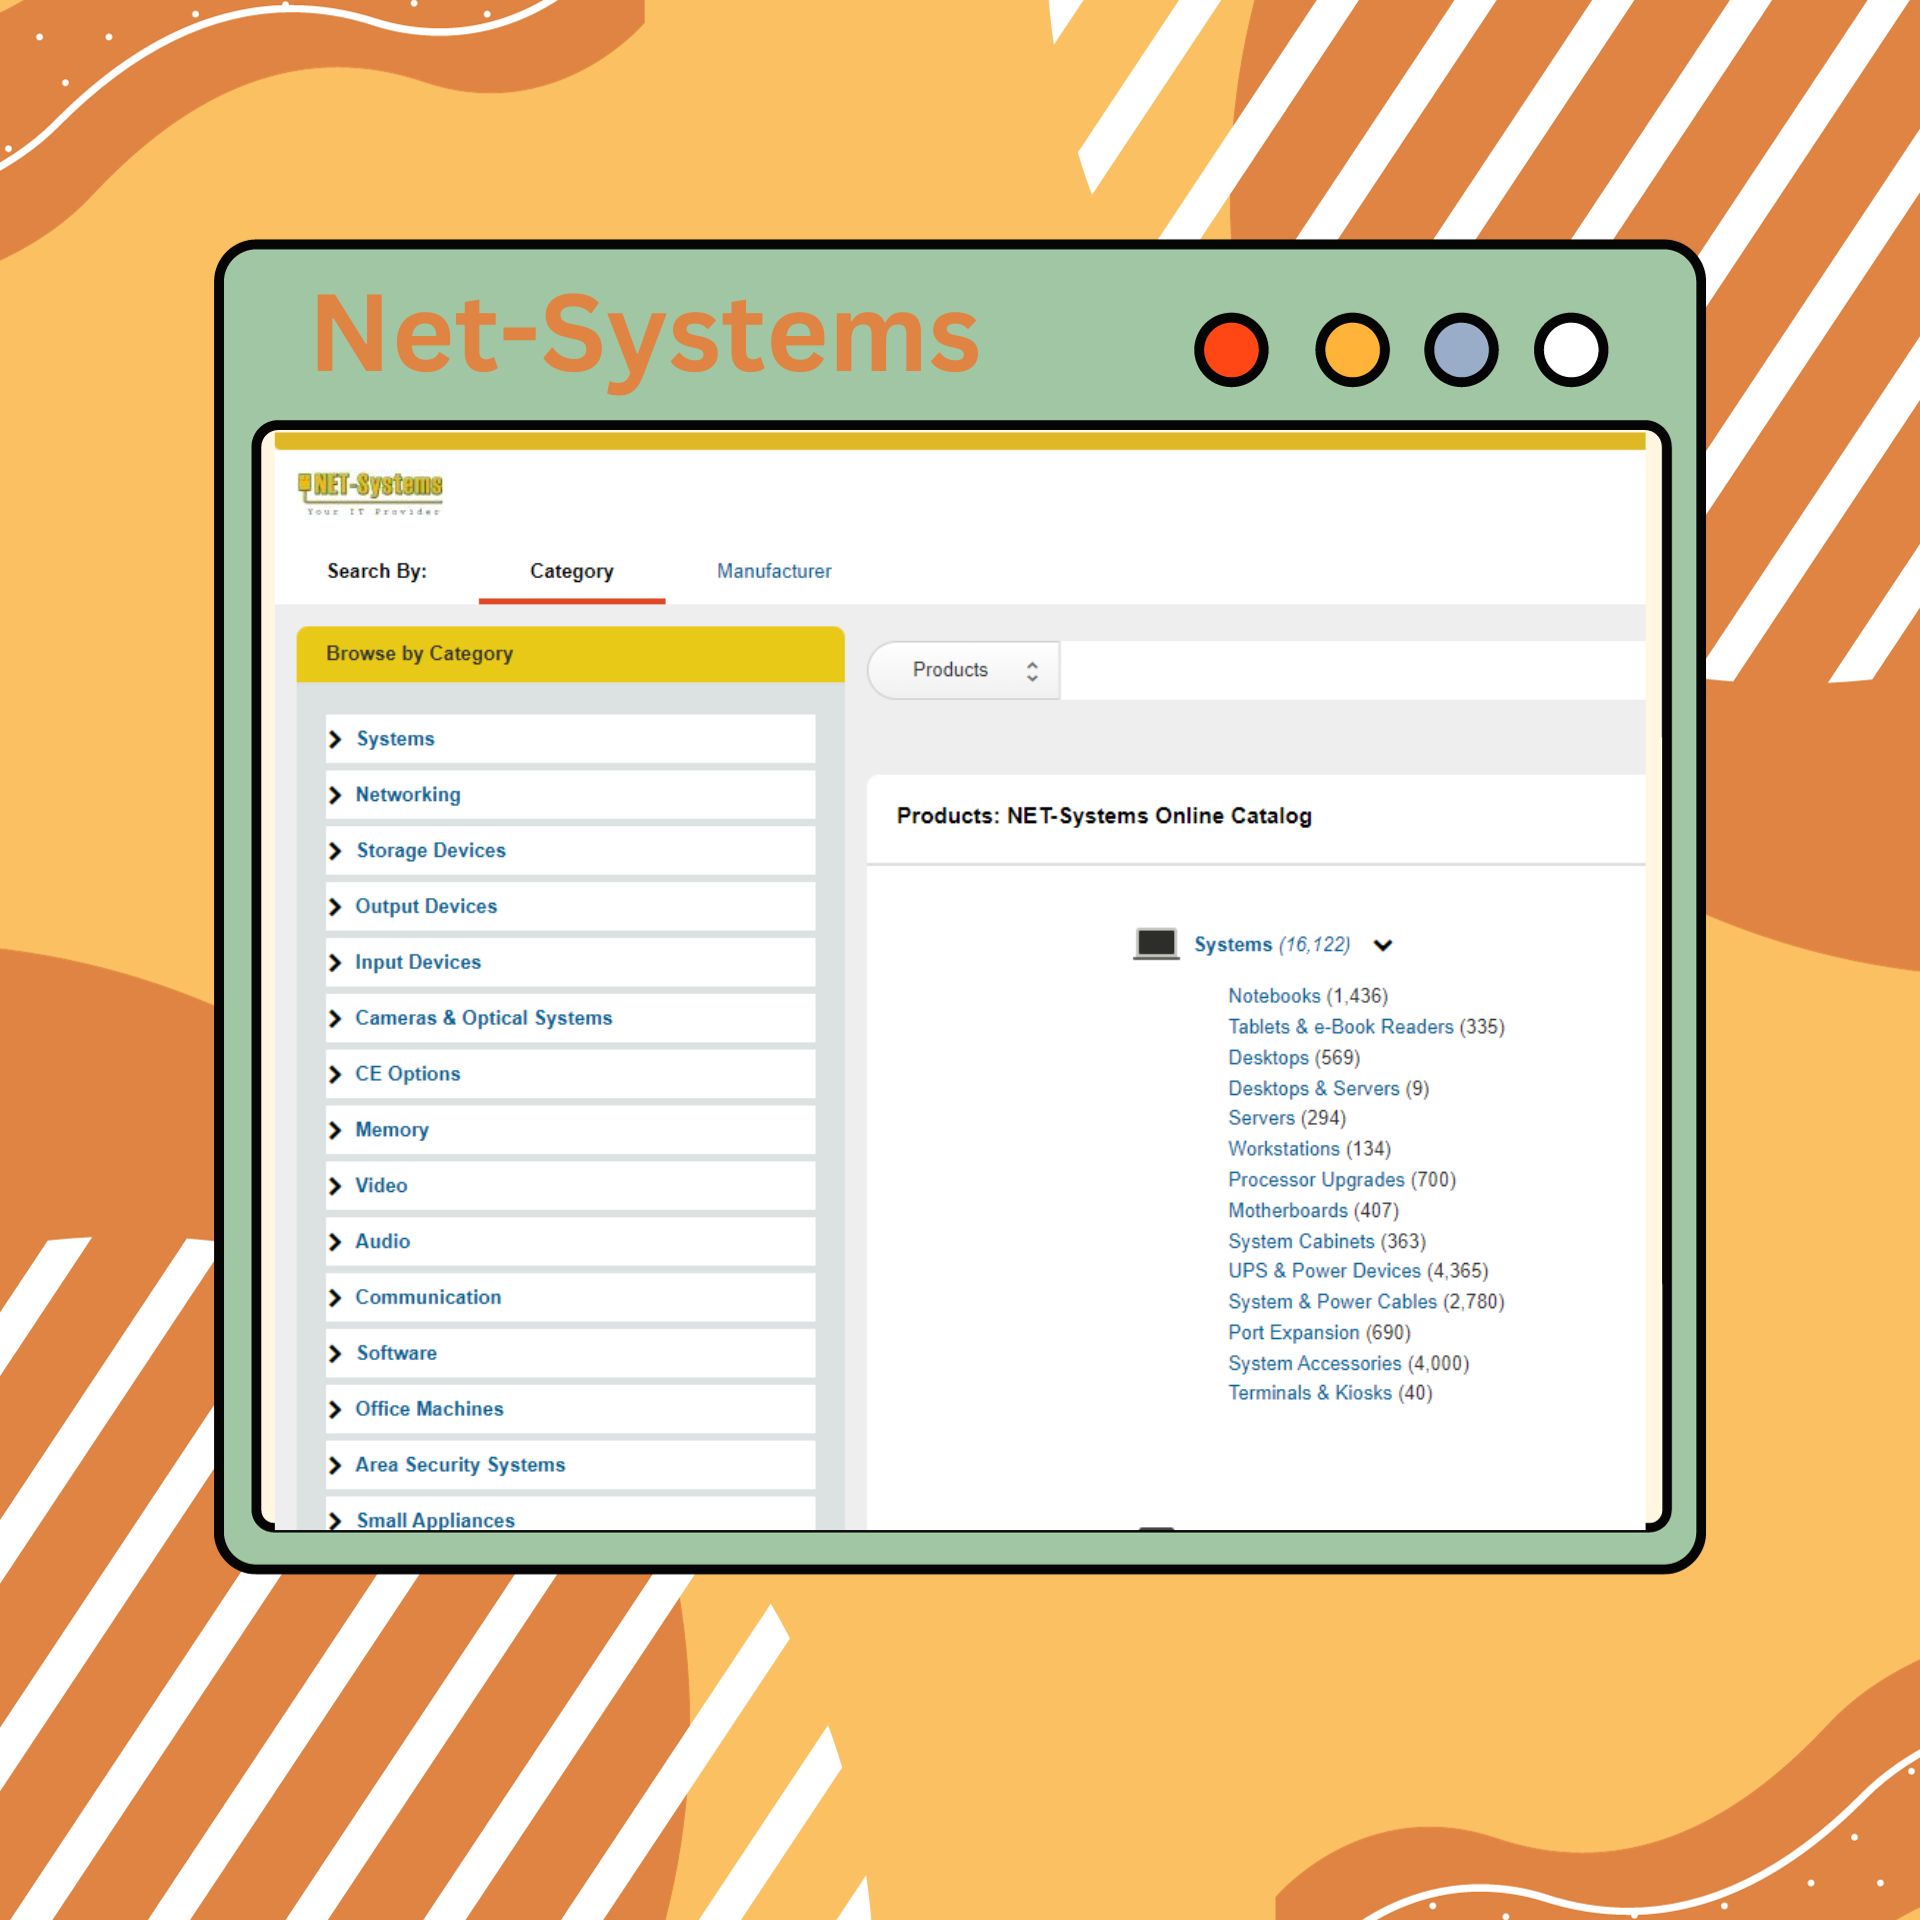 Net-Systems
NET-Systems
Your IT Provider
Search By:
Category
Manufacturer
Browse by Category
Systems
Networking
Storage Devices
Output Devices
Input Devices
Cameras & Optical Systems
CE Options
Memory
Video
Audio
Communication
Software
Office Machines
Area Security Systems
Small Appliances
Products
Products: NET-Systems Online Catalog
Systems (16,122)
Notebooks (1,436)
Tablets & e-Book Readers (335)
Desktops (569)
Desktops & Servers (9)
Servers (294)
Workstations (134)
Processor Upgrades (700)
Motherboards (407)
System Cabinets (363)
UPS & Power Devices (4,365)
System & Power Cables (2,780)
Port Expansion (690)
System Accessories (4,000)
Terminals & Kiosks (40)